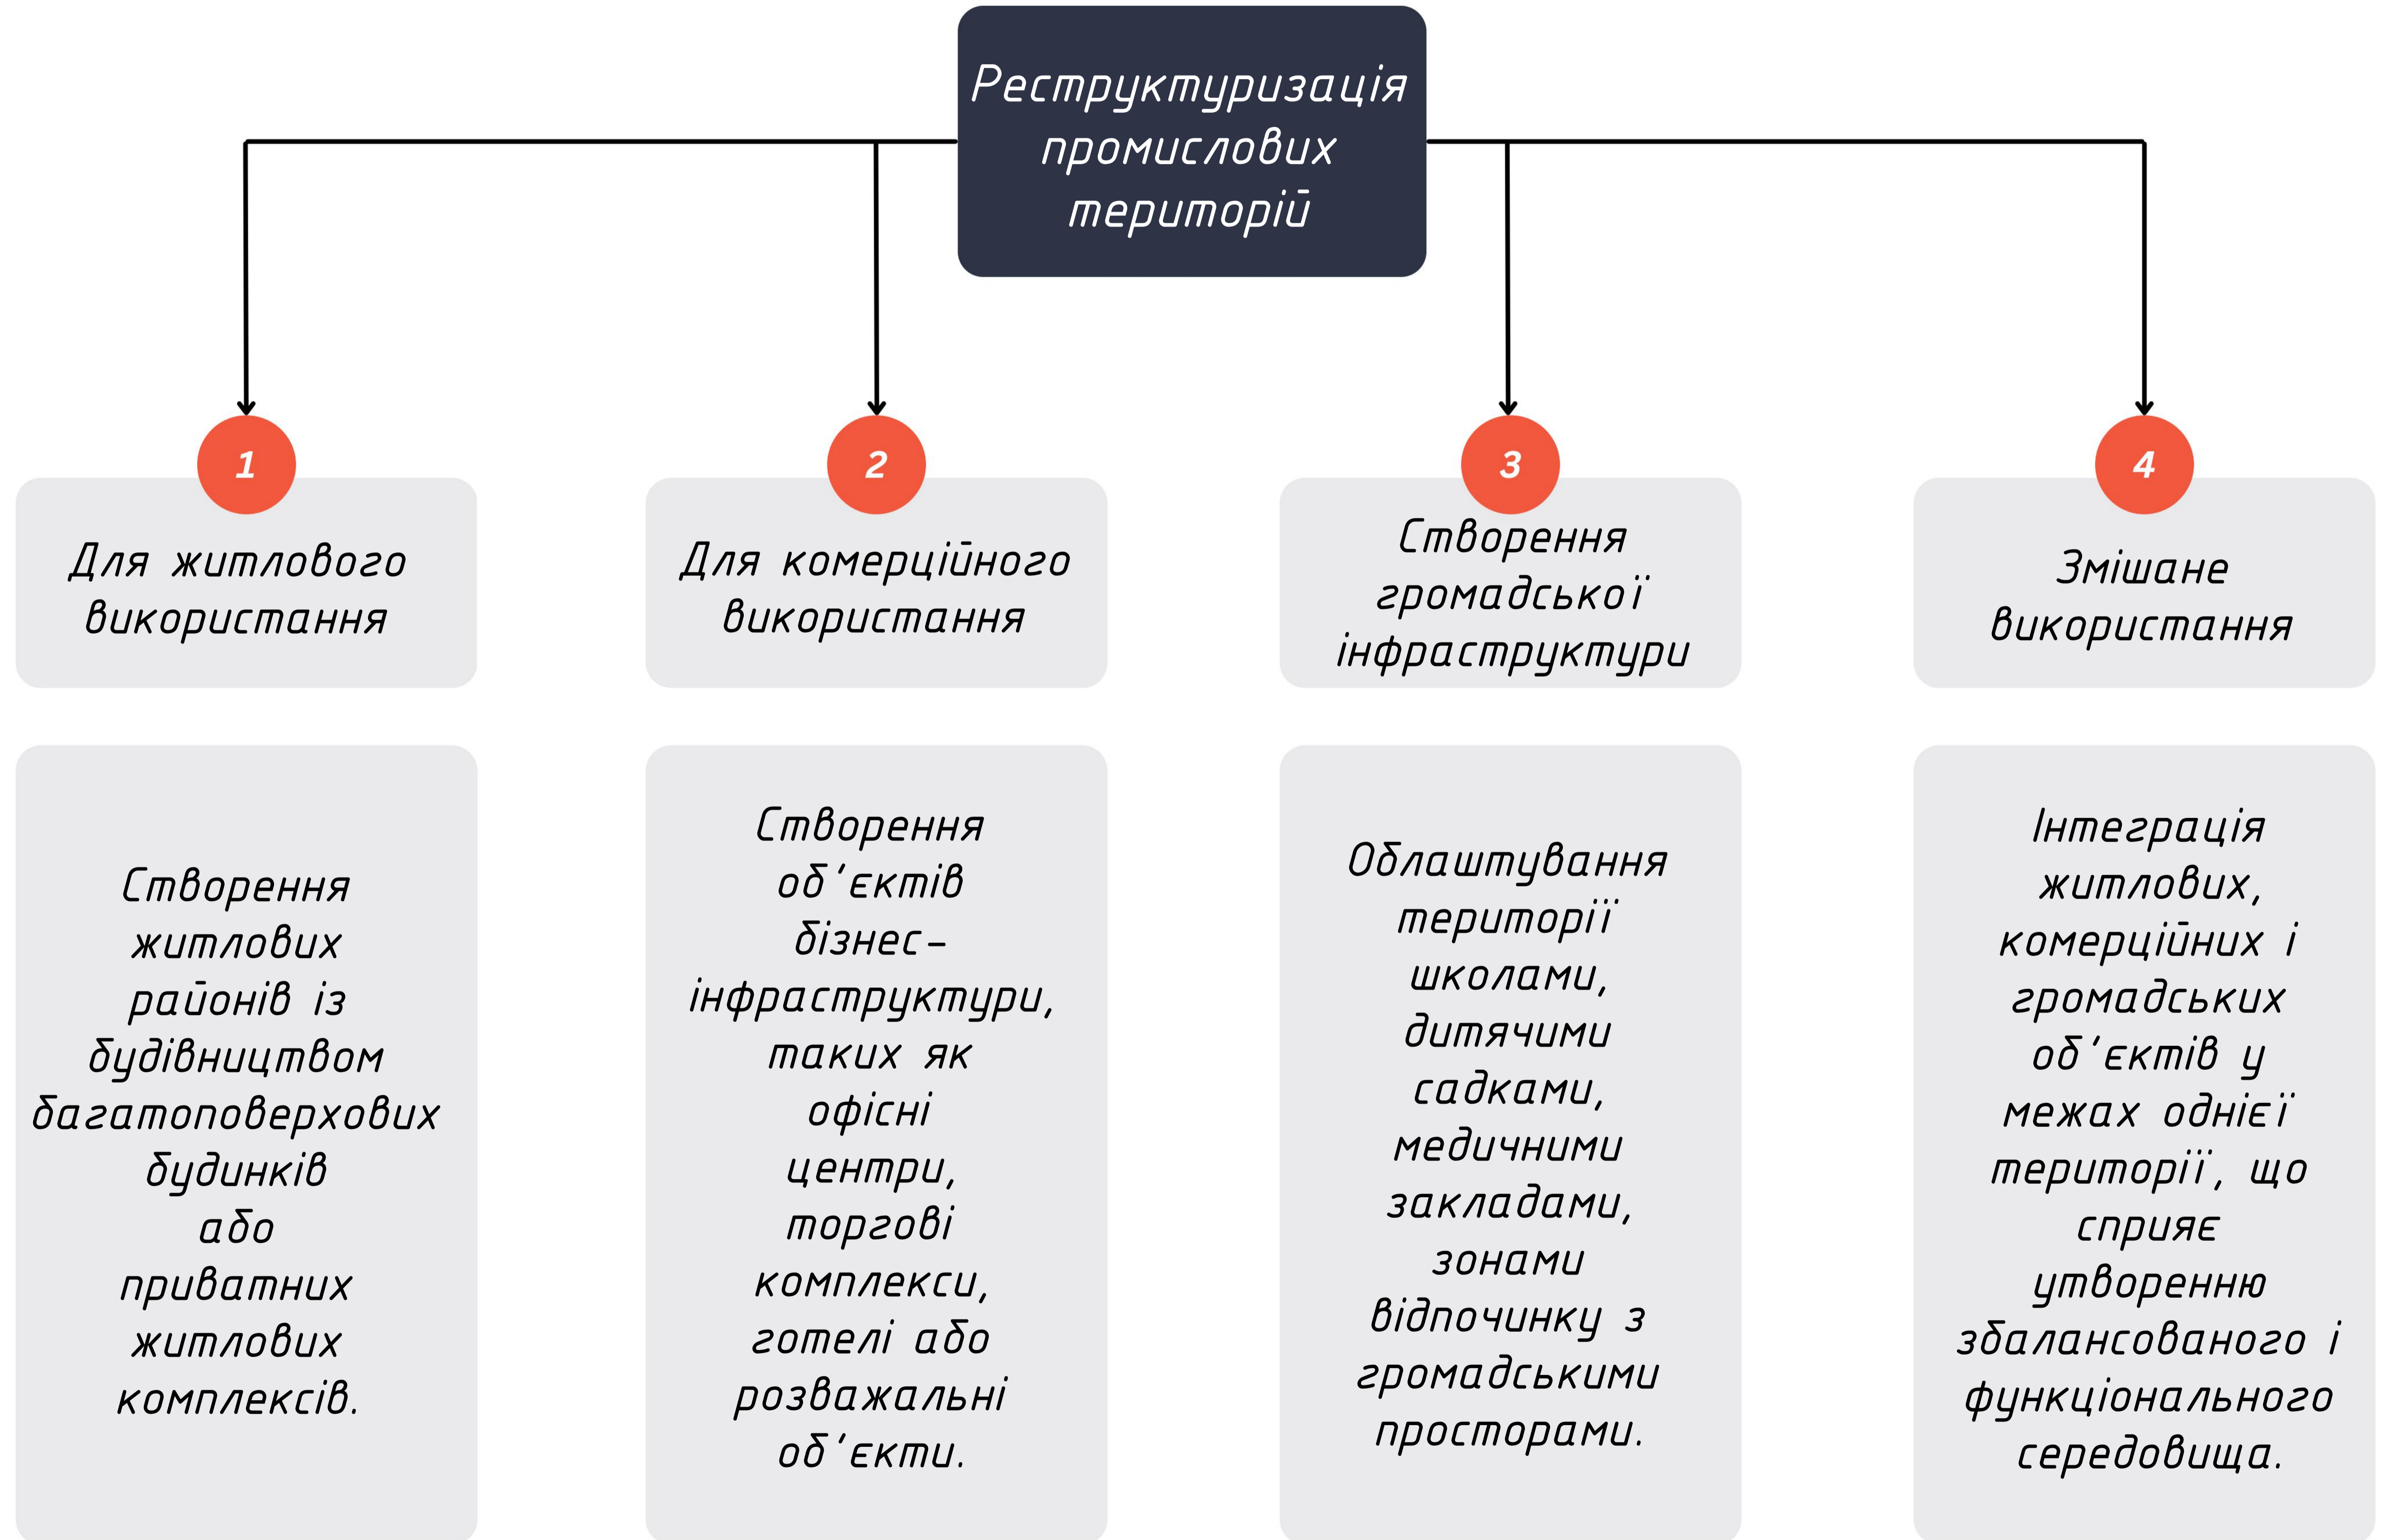 Реструктуризація
промислових
територій
1
Для житлового
використання
Створення
житлових
районів із
будівництвом
багатоповерхових
будинків
або
приватних
житлових
комплексів.
2
Для комерційного
використання
Створення
об'єктів
бізнес-
інфраструктури,
таких як
офісні
центри,
торгові
комплекси,
готелі або
розважальні
об'єкти.
3
Створення
громадської
інфраструктури
Облаштування
території
школами,
дитячими
садками,
медичними
закладами,
зонами
відпочинку з
громадськими
просторами.
4
Змішане
використання
Інтеграція
житлових,
комерційних і
громадських
об'єктів у
межах однієї
території, що
сприяє
утворенню
збалансованого і
функціонального
середовища.